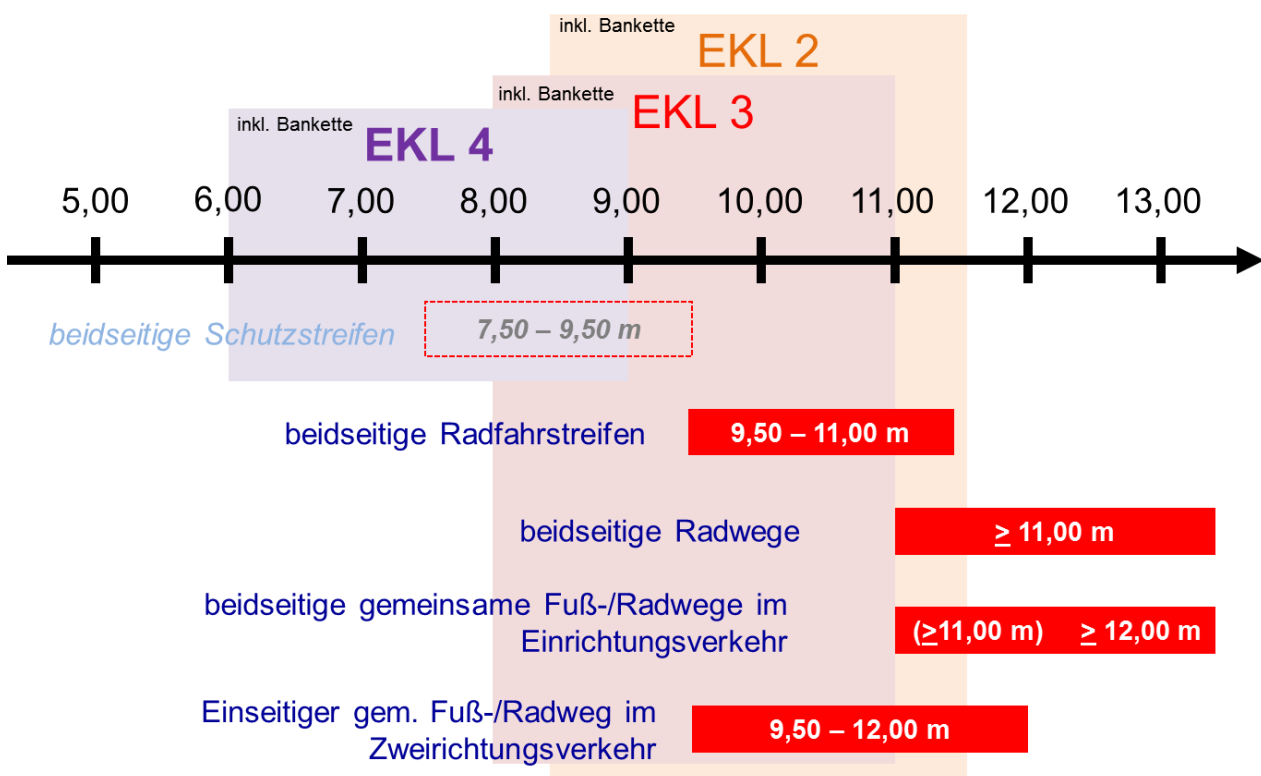 inkl. Bankette
EKL 2
inkl. Bankette
EKL 3
inkl. Bankette
EKL 4
5,00 6,00 7,00 8,00 9,00 10,00 11,00 12,00 13,00
beidseitige Schutzstreifen
7,50 – 9,50 m
beidseitige Radfahrstreifen
9,50 – 11,00 m
beidseitige Radwege
≥ 11,00 m
beidseitige gemeinsame Fuß-/Radwege im
Einrichtungsverkehr
(≥11,00 m) ≥ 12,00 m
Einseitiger gem. Fuß-/Radweg im
Zweirichtungsverkehr
9,50 – 12,00 m